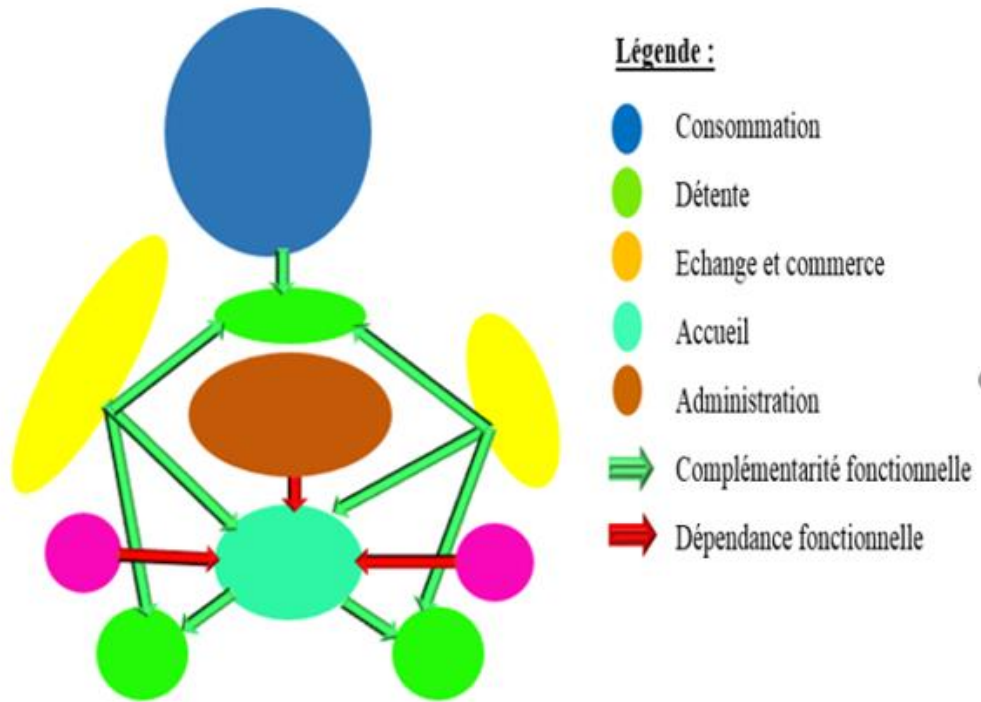 Légende :
Consommation
Détente
Echange et commerce
Accueil
Administration
Complémentarité fonctionnelle
Dépendance fonctionnelle